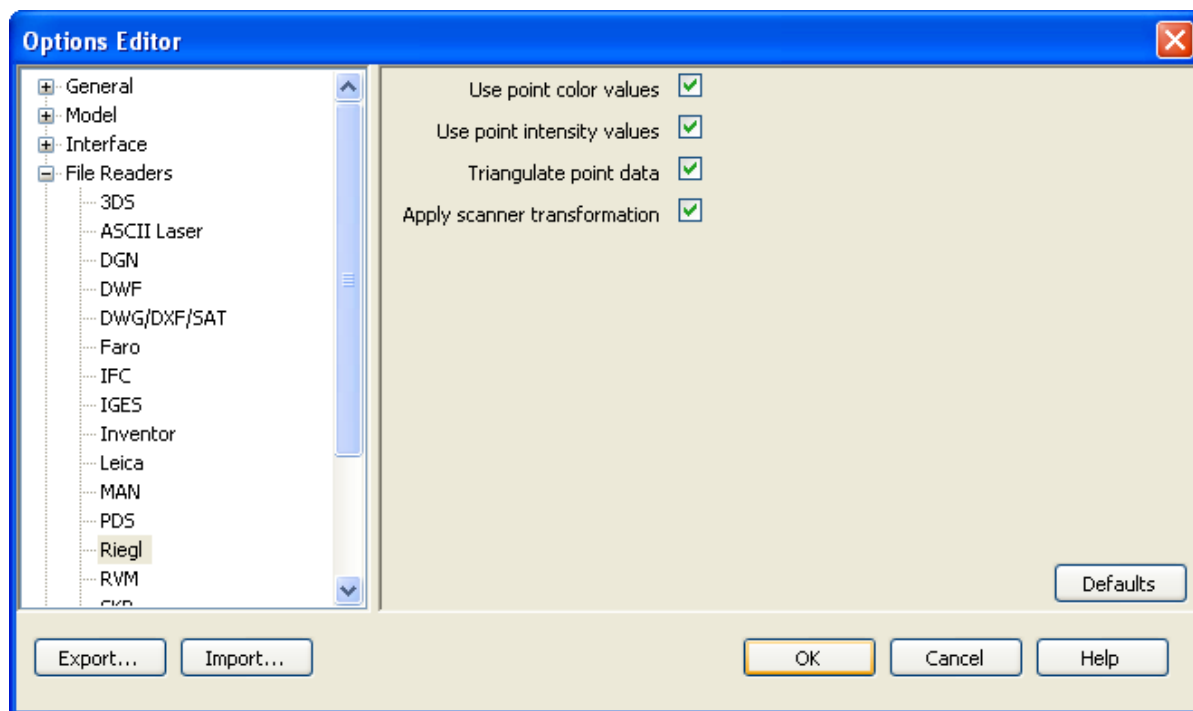 Options Editor
General
Model
Interface
File Readers
3DS
ASCII Laser
DGN
DWF
DWG/DXF/SAT
Faro
IFC
IGES
Inventor
Leica
MAN
PDS
Riegl
RVM
Use point color values
Use point intensity values
Triangulate point data
Apply scanner transformation
Defaults
Export...
Import...
OK
Cancel
Help